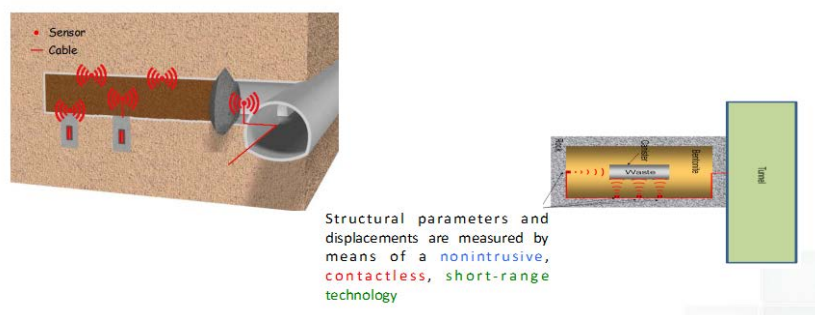 Sensor
Cable
Rock
Canister
Bentonite
Waste
Tunnel
Structural parameters and
displacements are measured by
means of a nonintrusive,
contactless, short-range
technology